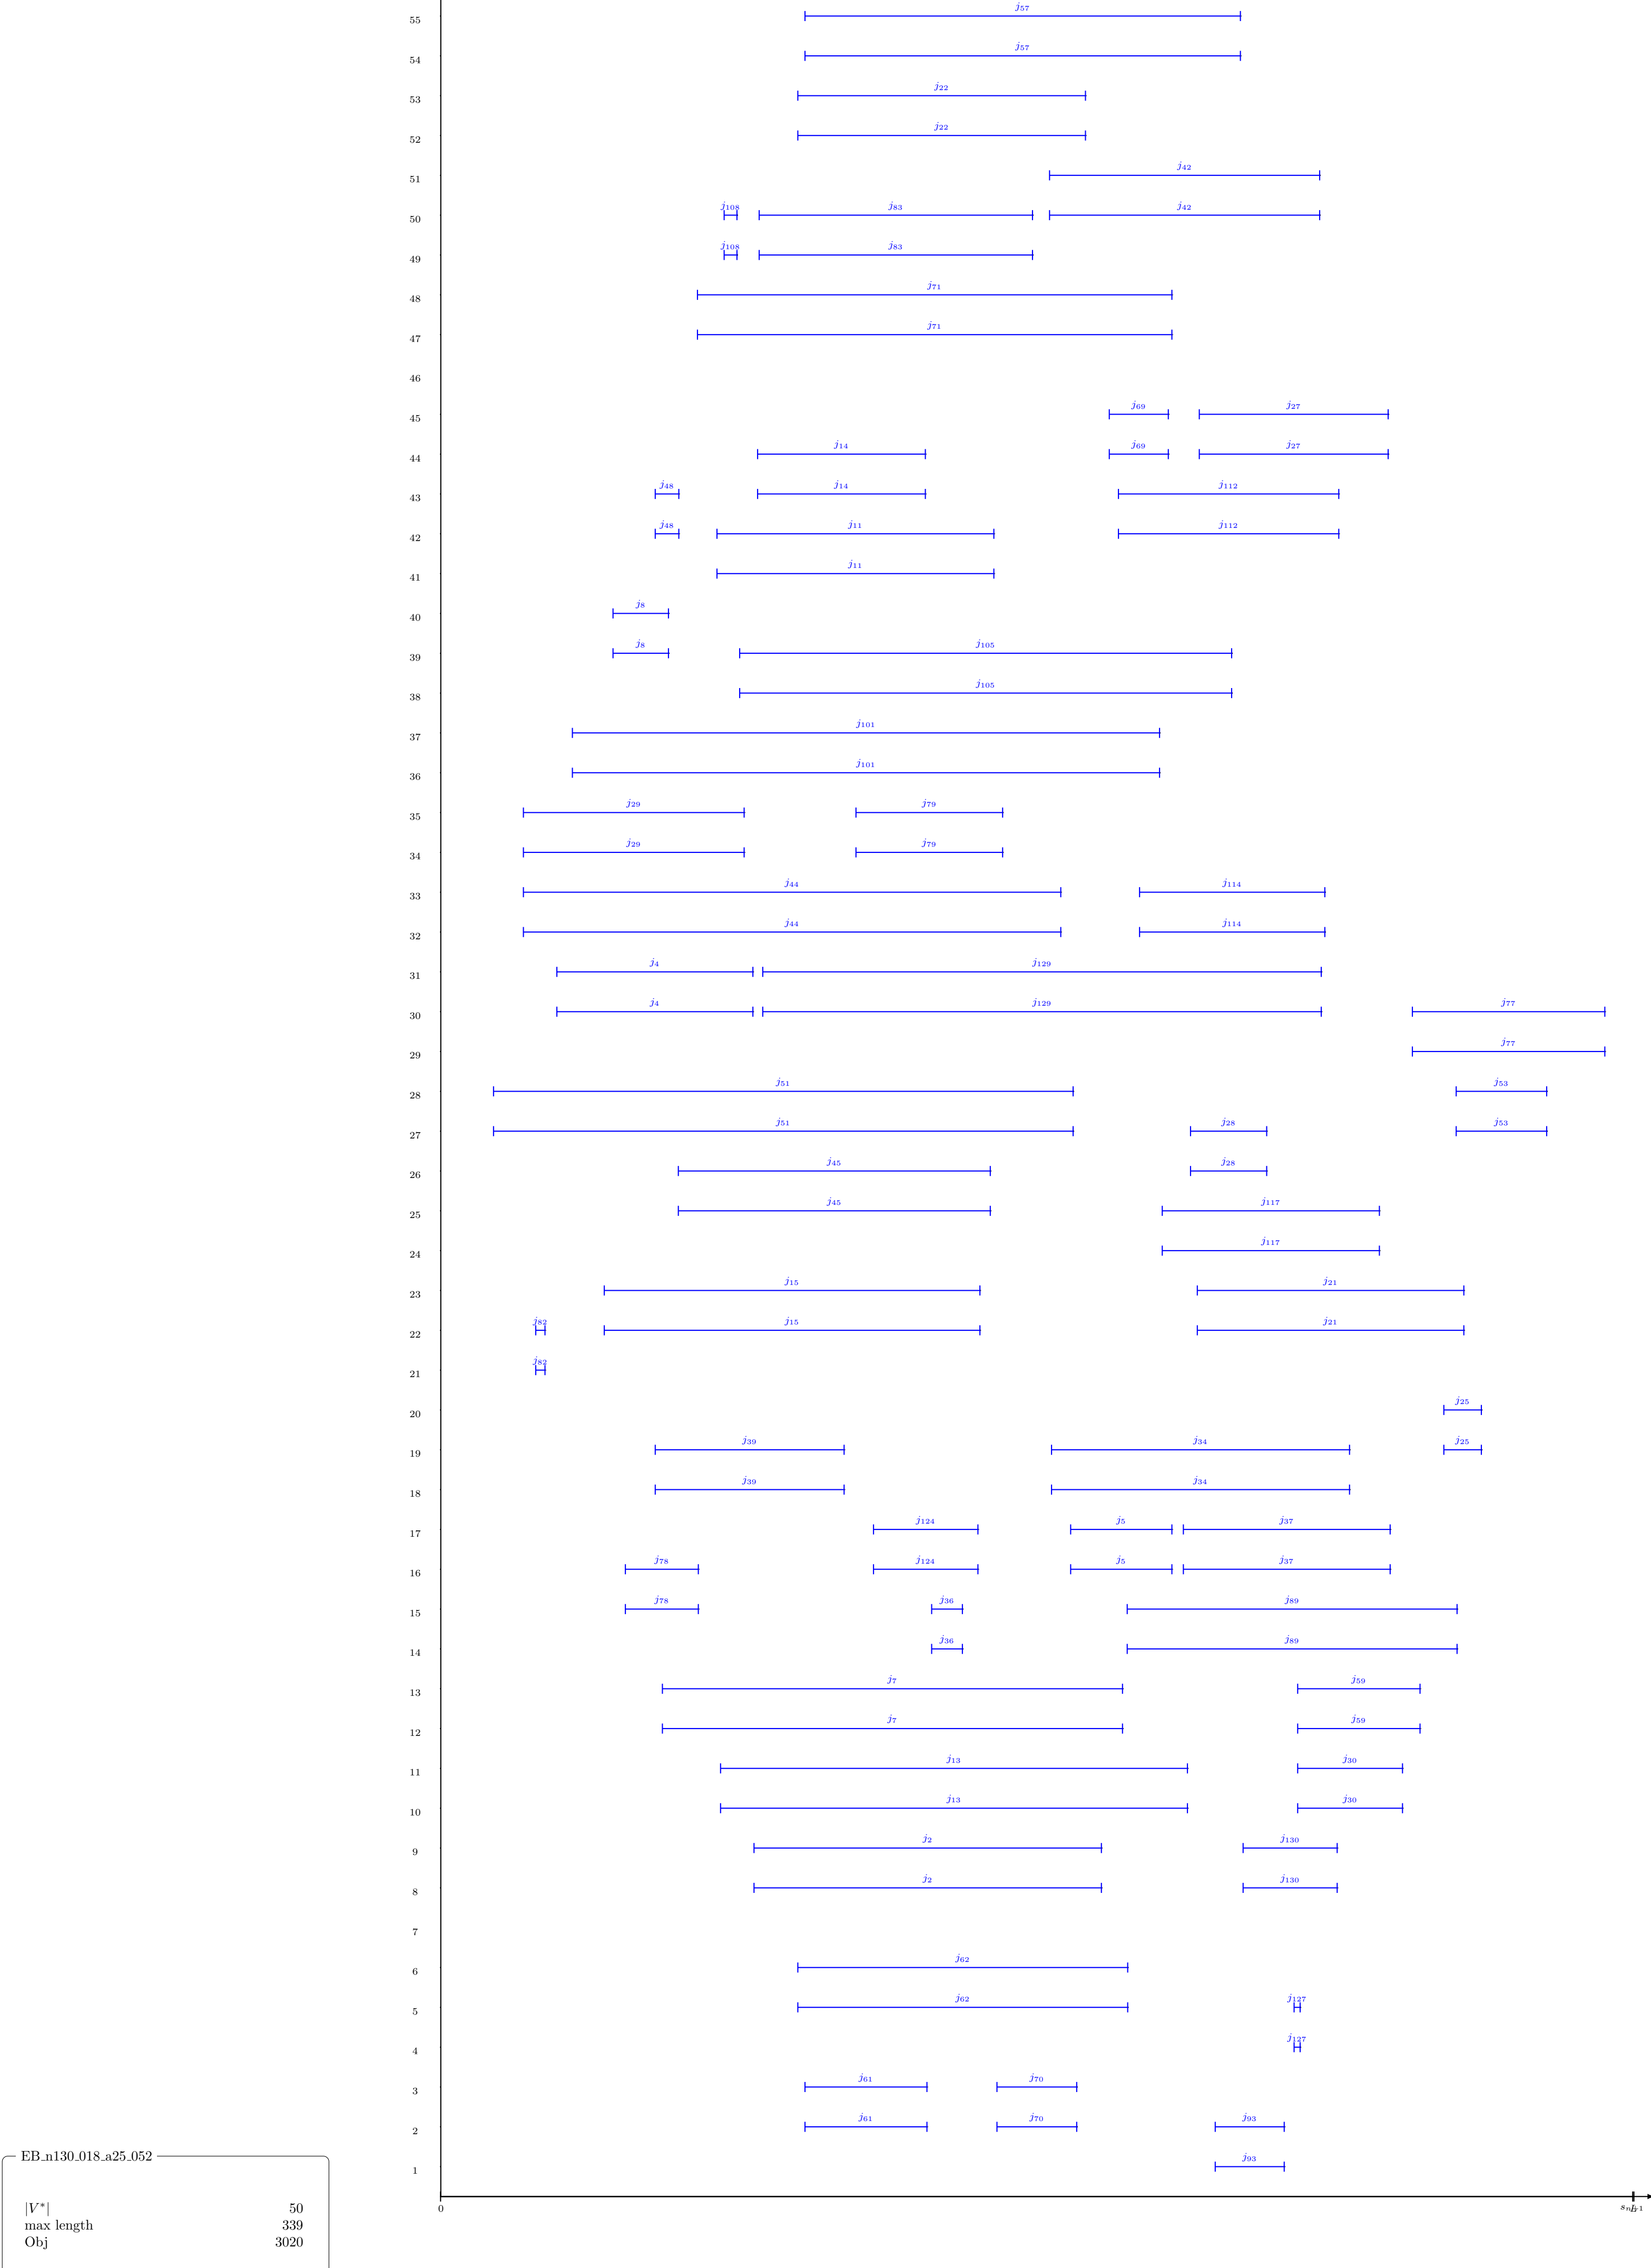 j57
55
j57
54
j22
53
j22
52
j42
51
j108 j83 j42
50
j108 j83
49
j71
48
j71
47
46
j69 j27
45
j14 j69 j27
44
j48 j14 j112
43
j48 j11 j112
42
j11
41
j8
40
j8 j105
39
j105
38
j101
37
j101
36
j29 j79
35
j29 j79
34
j44 j114
33
j44 j114
32
j4 j129
31
j4 j129 j77
30
j77
29
j51 j53
28
j51 j28 j53
27
j45 j28
26
j45 j117
25
j117
24
j15 j21
23
j82 j15 j21
22
j82
21
j25
20
j39 j34 j25
19
j39 j34
18
j124 j5 j37
17
j78 j124 j5 j37
16
j78 j36 j89
15
j36 j89
14
j7 j59
13
j7 j59
12
j13 j30
11
j13 j30
10
j2 j130
9
j2 j130
8
7
j62
6
j62 j127
5
j127
4
j61 j70
3
j61 j70 j93
2
j93
1
0
EB_n130_018_a25_052
|V*| 50
max length 339
Obj 3020